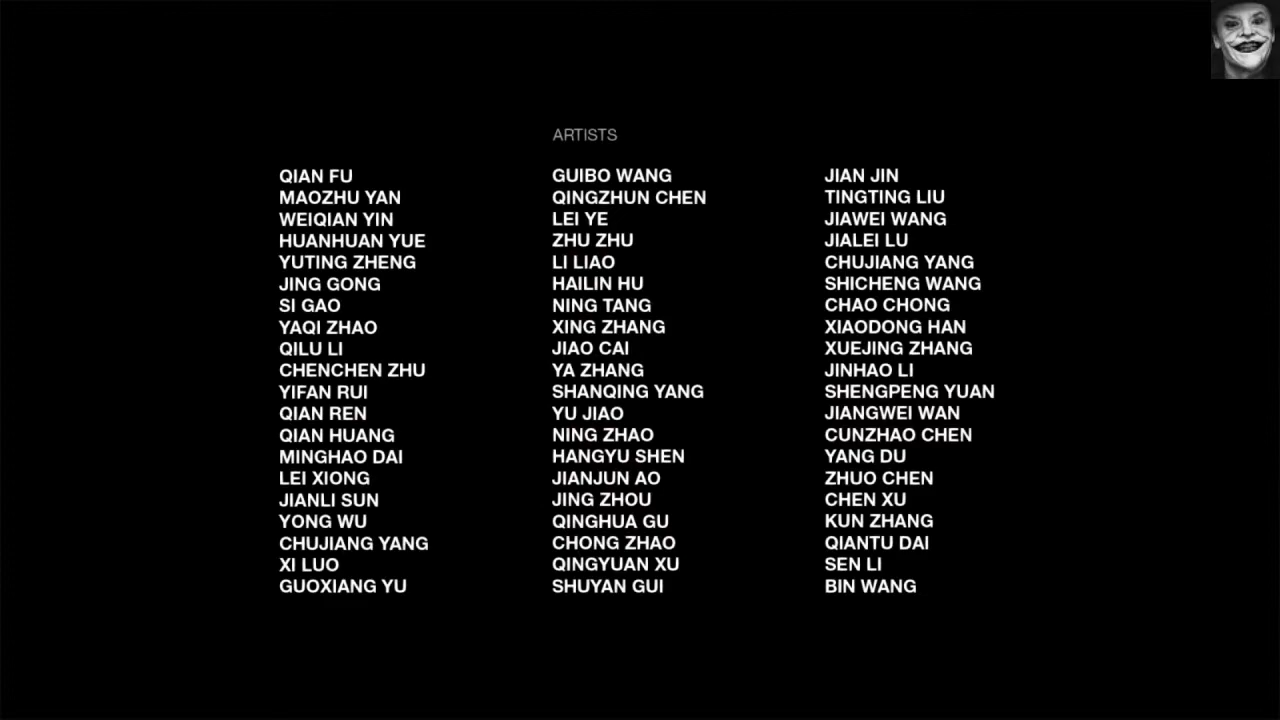 ARTISTS
QIAN FU
MAOZHU YAN
WEIQIAN YIN
HUANHUAN YUE
YUTING ZHENG
JING GONG
SI GAO
YAQI ZHAO
QILU LI
CHENCHEN ZHU
YIFAN RUI
QIAN REN
QIAN HUANG
MINGHAO DAI
LEI XIONG
JIANLI SUN
YONG WU
CHUJIANG YANG
XI LUO
GUOXIANG YU
GUIBO WANG
QINGZHUN CHEN
LEI YE
ZHU ZHU
LI LIAO
HAILIN HU
NING TANG
XING ZHANG
JIAO CAI
YA ZHANG
SHANQING YANG
YU JIAO
NING ZHAO
HANGYU SHEN
JIANJUN AO
JING ZHOU
QINGHUA GU
CHONG ZHAO
QINGYUAN XU
SHUYAN GUI
JIAN JIN
TINGTING LIU
JIAWEI WANG
JIALEI LU
CHUJIANG YANG
SHICHENG WANG
CHAO CHONG
XIAODONG HAN
XUEJING ZHANG
JINHAO LI
SHENGPENG YUAN
JIANGWEI WAN
CUNZHAO CHEN
YANG DU
ZHUO CHEN
CHEN XU
KUN ZHANG
QIANTU DAI
SEN LI
BIN WANG